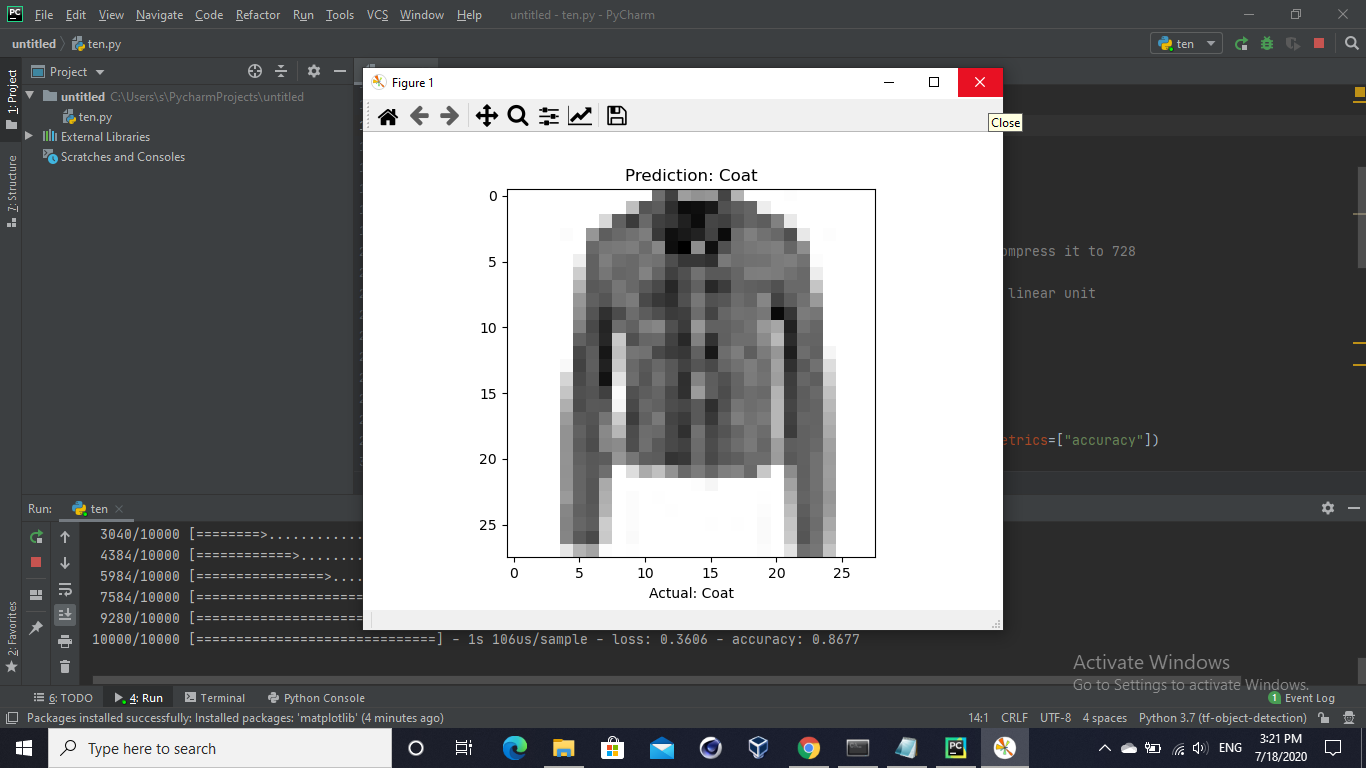 PC File Edit View Navigate Code Refactor Run Tools VCS Window Help untitled - ten.py - PyCharm
untitled ten.py ten
1: Project
Project
Figure 1
untitled C:\Users\s\PycharmProjects\untitled
ten.py
External Libraries
Scratches and Consoles
7: Structure
Close
Prediction: Coat
0
5
10
15
20
25
0 5 10 15 20 25
Actual: Coat
ompress it to 728
linear unit
etrics=["accuracy"])
Run: ten
3040/10000 [========>.............
4384/10000 [============>........
5984/10000 [================>....
7584/10000 [=====================
9280/10000 [=====================
10000/10000 [==============================] - 1s 106us/sample - loss: 0.3606 - accuracy: 0.8677
2: Favorites
Activate Windows
Go to Settings to activate Windows.
6: TODO 4: Run Terminal Python Console 1 Event Log
Packages installed successfully: Installed packages: 'matplotlib' (4 minutes ago) 14:1 CRLF UTF-8 4 spaces Python 3.7 (tf-object-detection)
Type here to search PC ENG 3:21 PM
7/18/2020